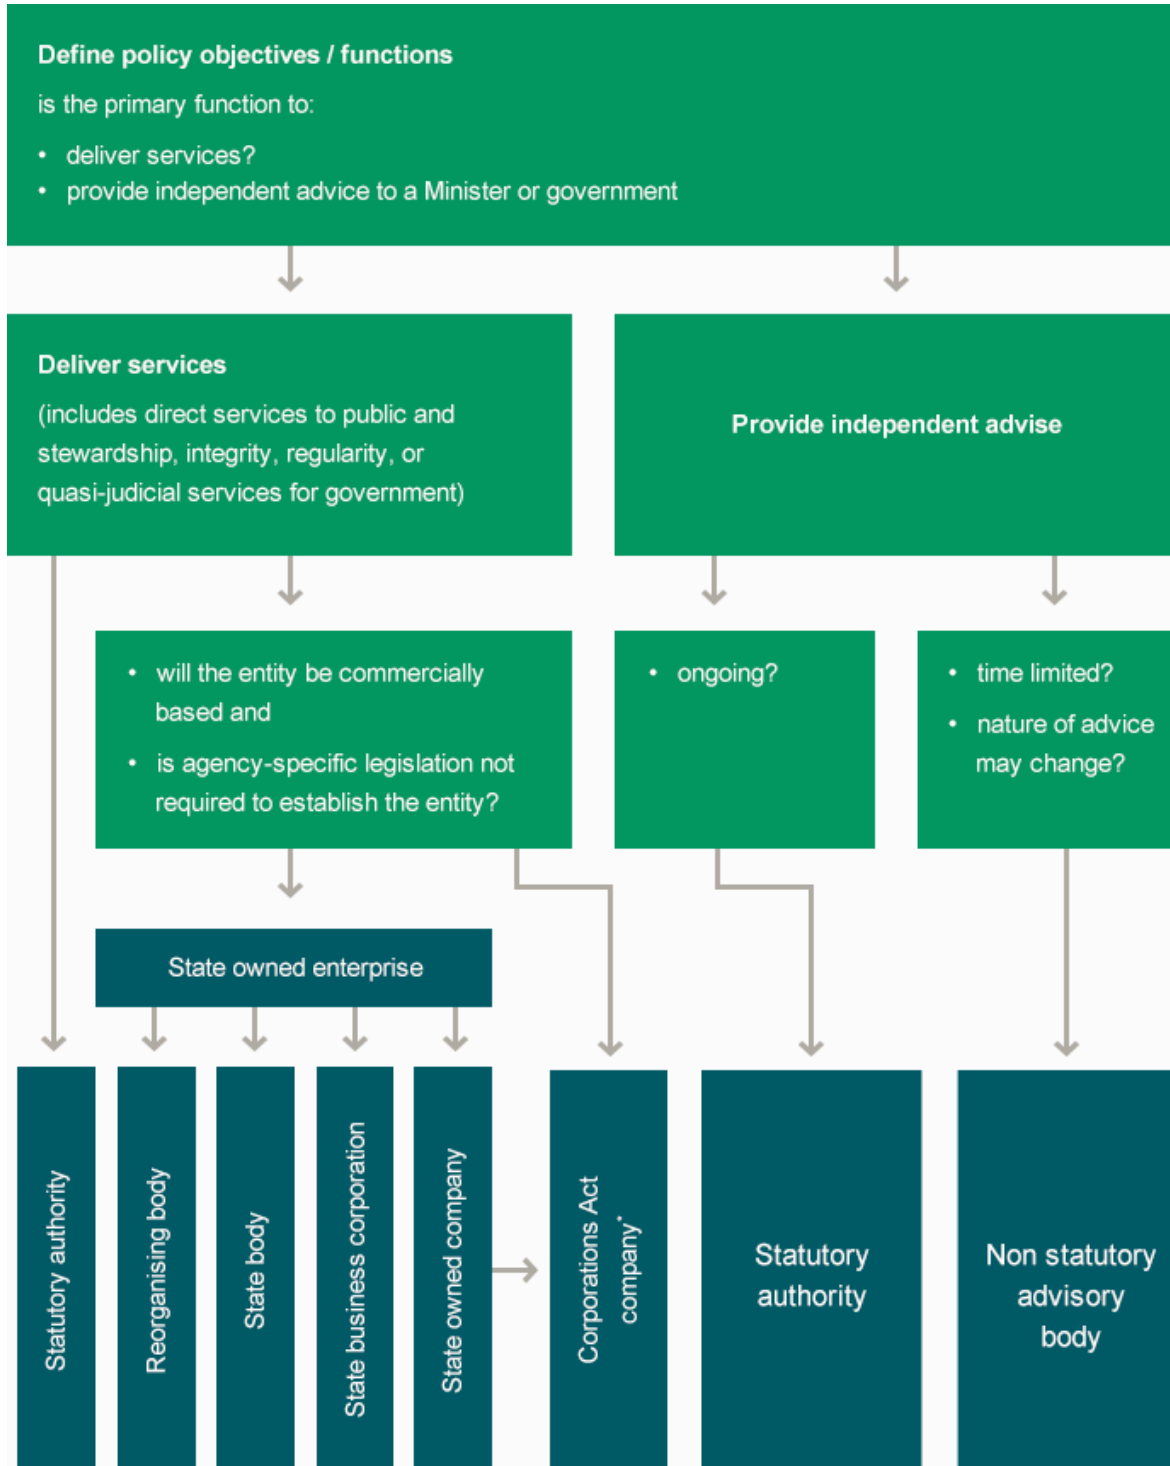 Define policy objectives / functions
is the primary function to:
• deliver services?
• provide independent advice to a Minister or government
Deliver services
(includes direct services to public and
stewardship, integrity, regularity, or
quasi-judicial services for government)
Provide independent advise
• will the entity be commercially
based and
• is agency-specific legislation not
required to establish the entity?
• ongoing?
• time limited?
• nature of advice
may change?
State owned enterprise
Statutory authority
Reorganising body
State body
State business corporation
State owned company
Corporations Act
company*
Statutory
authority
Non statutory
advisory
body